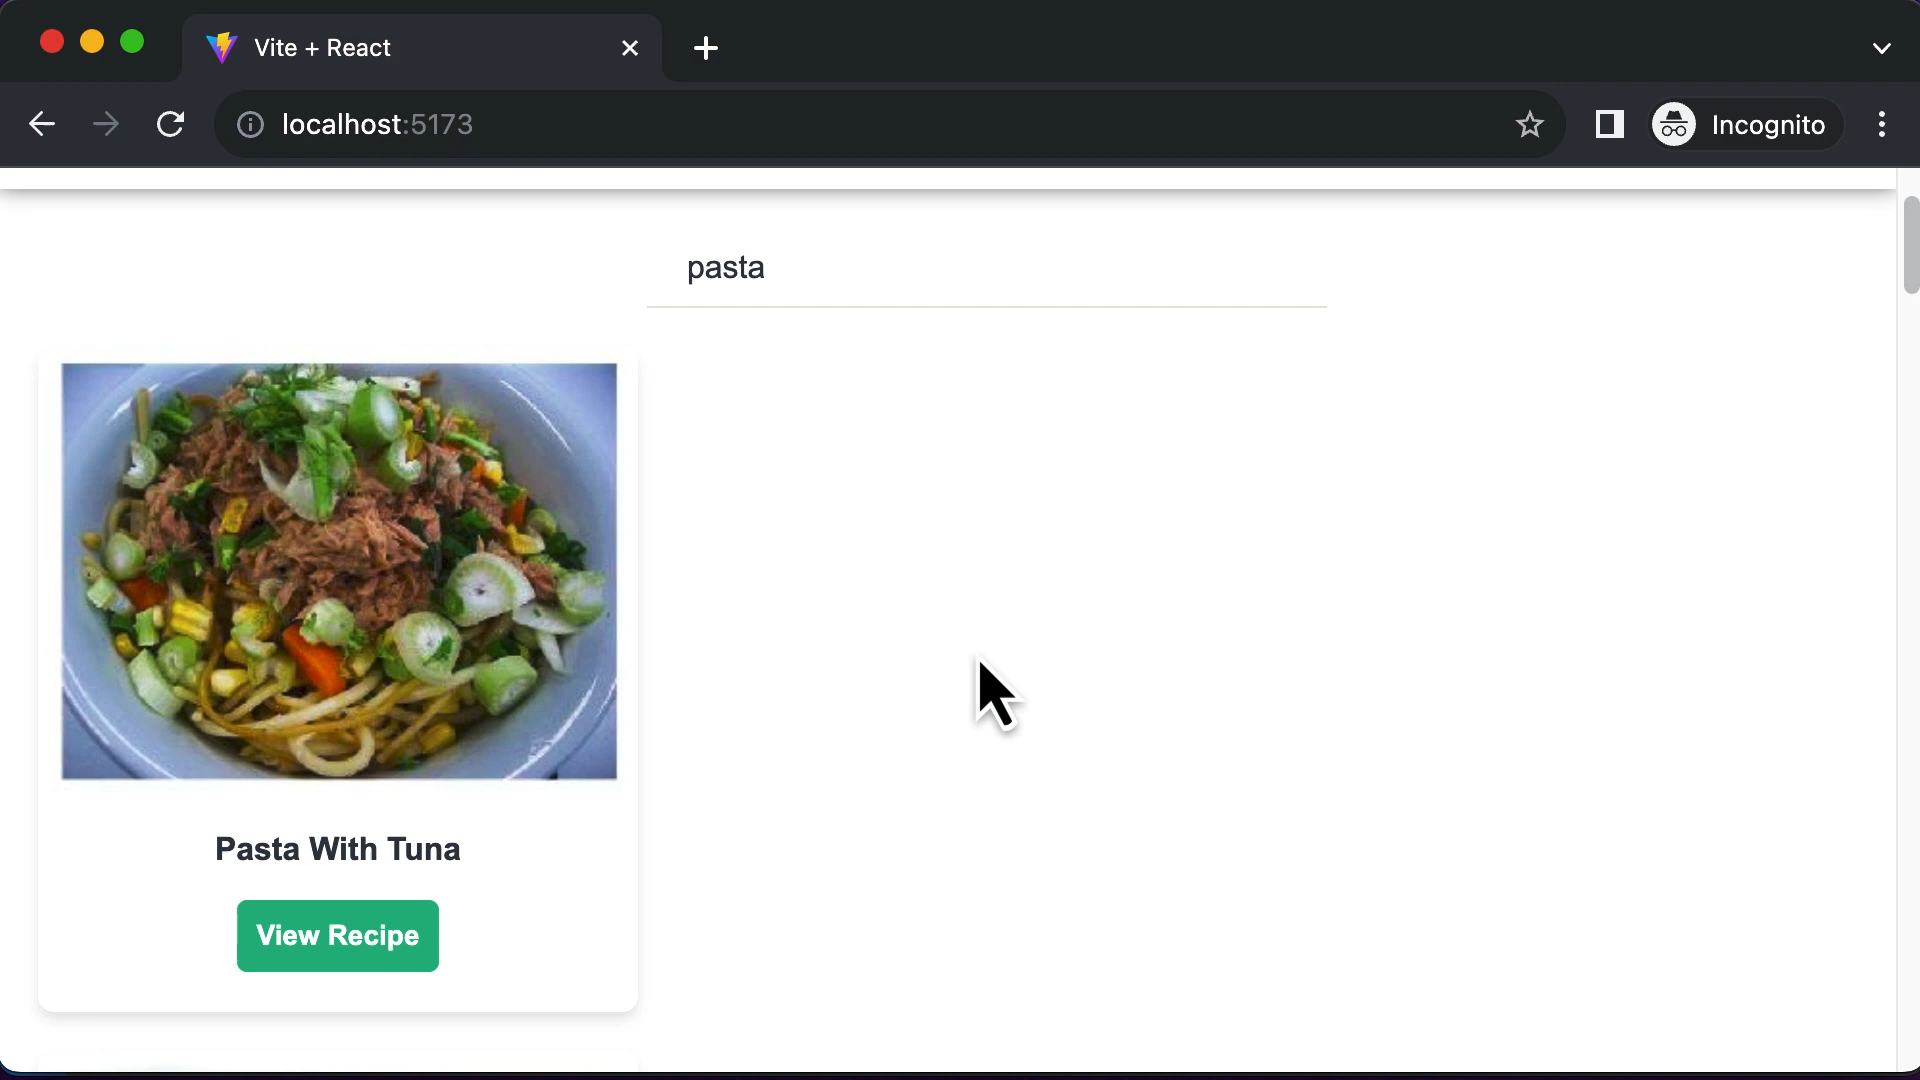 Vite + React
localhost:5173
Incognito
pasta
Pasta With Tuna
View Recipe